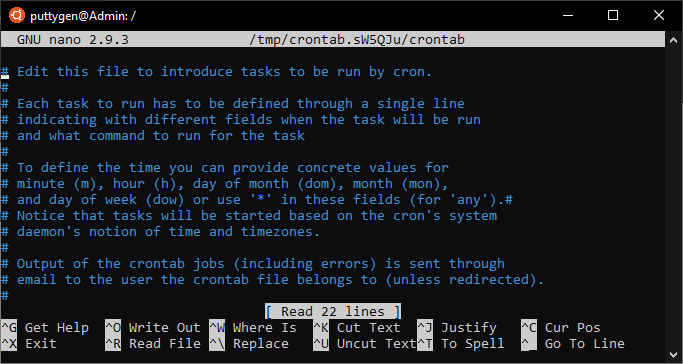 puttygen@Admin: /
GNU nano 2.9.3 /tmp/crontab.sW5QJu/crontab
# Edit this file to introduce tasks to be run by cron.
#
# Each task to run has to be defined through a single line
# indicating with different fields when the task will be run
# and what command to run for the task
#
# To define the time you can provide concrete values for
# minute (m), hour (h), day of month (dom), month (mon),
# and day of week (dow) or use '*' in these fields (for 'any').#
# Notice that tasks will be started based on the cron's system
# daemon's notion of time and timezones.
#
# Output of the crontab jobs (including errors) is sent through
# email to the user the crontab file belongs to (unless redirected).
#
[ Read 22 lines ]
^G Get Help ^O Write Out ^W Where Is ^K Cut Text ^J Justify ^C Cur Pos
^X Exit ^R Read File ^\ Replace ^U Uncut Text ^T To Spell ^_ Go To Line